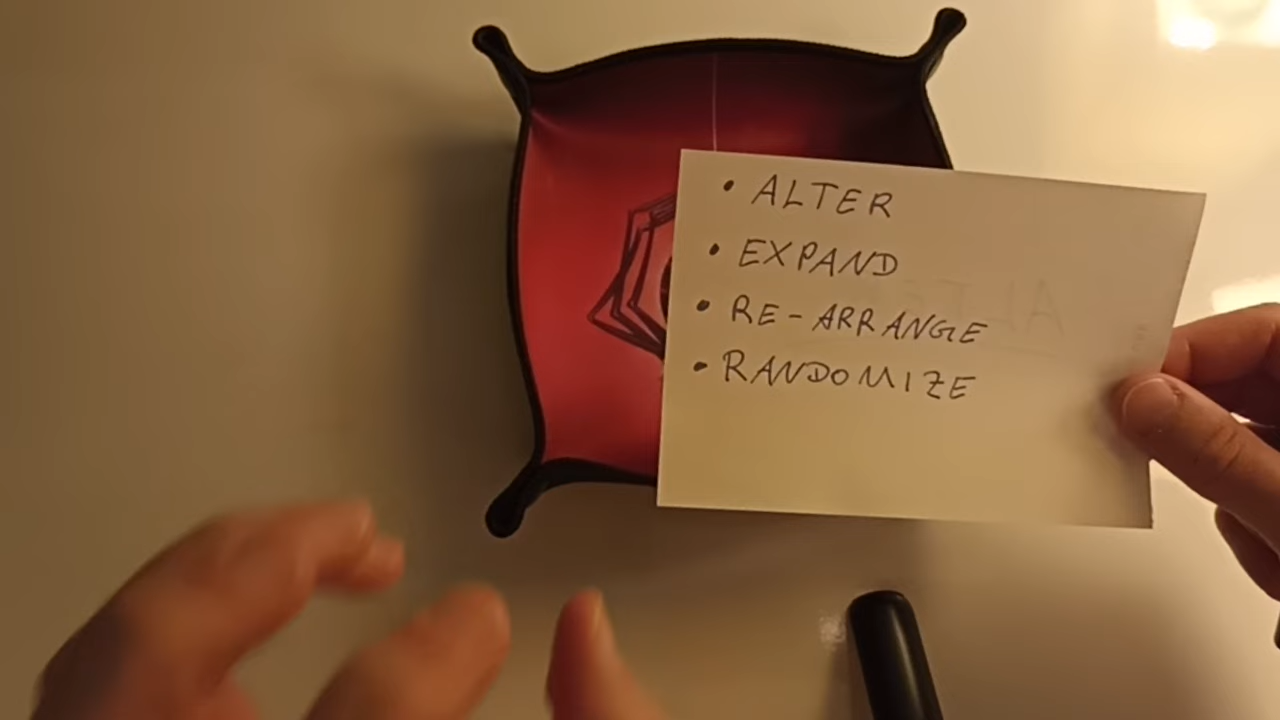 • ALTER
• EXPAND
• RE-ARRANGE
• RANDOMIZE